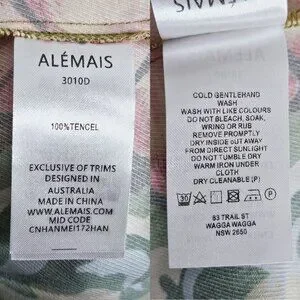 ALÉMAIS
3010D
100%TENCEL
EXCLUSIVE OF TRIMS
DESIGNED IN
AUSTRALIA
MADE IN CHINA
WWW.ALEMAIS.COM
MID CODE
CNHANMEI172HAN
COLD GENTLEHAND
WASH
WASH WITH LIKE COLOURS
DO NOT BLEACH, SOAK,
WRING OR RUB
REMOVE PROMPTLY
DRY INSIDE OUT AWAY
FROM DIRECT SUNLIGHT
DO NOT TUMBLE DRY
WARM IRON UNDER
CLOTH
DRY CLEANABLE (P)
30
P
63 TRAIL ST
WAGGA WAGGA
NSW 2650